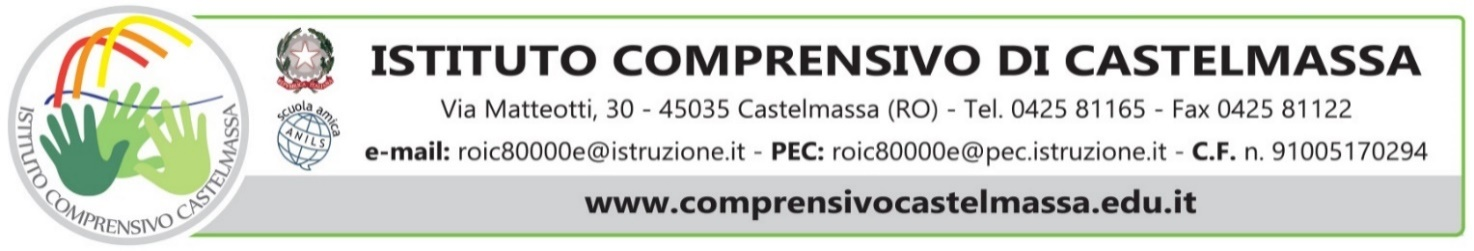 ISTITUTO COMPRENSIVO CASTELMASSA
scuola amica
ANILS
ISTITUTO COMPRENSIVO DI CASTELMASSA
Via Matteotti, 30 - 45035 Castelmassa (RO) - Tel. 0425 81165 - Fax 0425 81122
e-mail: roic80000e@istruzione.it - PEC: roic80000e@pec.istruzione.it - C.F. n. 91005170294
www.comprensivocastelmassa.edu.it